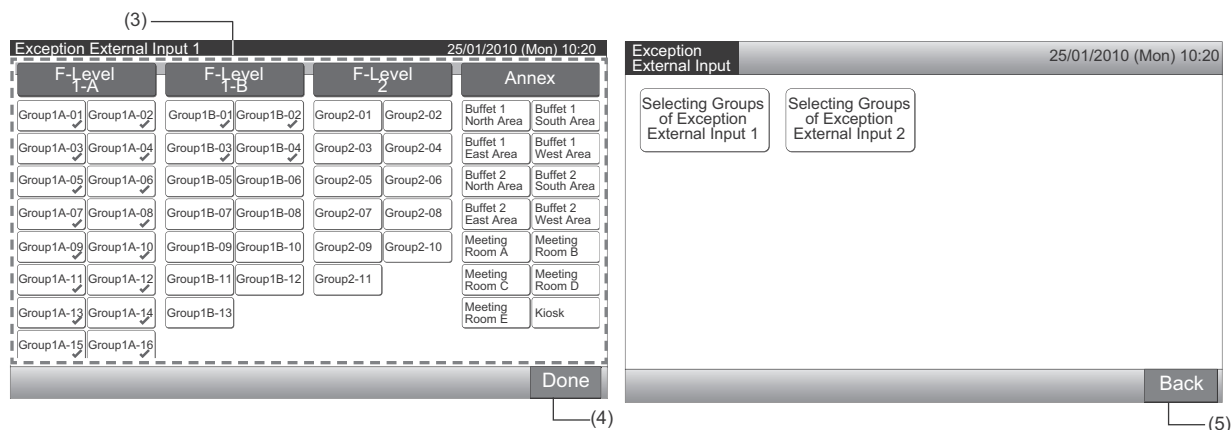 (3)
Exception External Input 1 25/01/2010 (Mon) 10:20
F-Level
1-A
F-Level
1-B
F-Level
2
Annex
Group1A-01 Group1A-02 Group1B-01 Group1B-02 Group2-01 Group2-02
Buffet 1
North Area
Buffet 1
South Area
Group1A-03 Group1A-04 Group1B-03 Group1B-04 Group2-03 Group2-04
Buffet 1
East Area
Buffet 1
West Area
Group1A-05 Group1A-06 Group1B-05 Group1B-06 Group2-05 Group2-06
Buffet 2
North Area
Buffet 2
South Area
Group1A-07 Group1A-08 Group1B-07 Group1B-08 Group2-07 Group2-08
Buffet 2
East Area
Buffet 2
West Area
Group1A-09 Group1A-10 Group1B-09 Group1B-10 Group2-09 Group2-10
Meeting
Room A
Meeting
Room B
Group1A-11 Group1A-12 Group1B-11 Group1B-12 Group2-11
Meeting
Room C
Meeting
Room D
Group1A-13 Group1A-14 Group1B-13
Meeting
Room E
Kiosk
Group1A-15 Group1A-16
Done
(4)
Exception
External Input
25/01/2010 (Mon) 10:20
Selecting Groups
of Exception
External Input 1
Selecting Groups
of Exception
External Input 2
Back
(5)